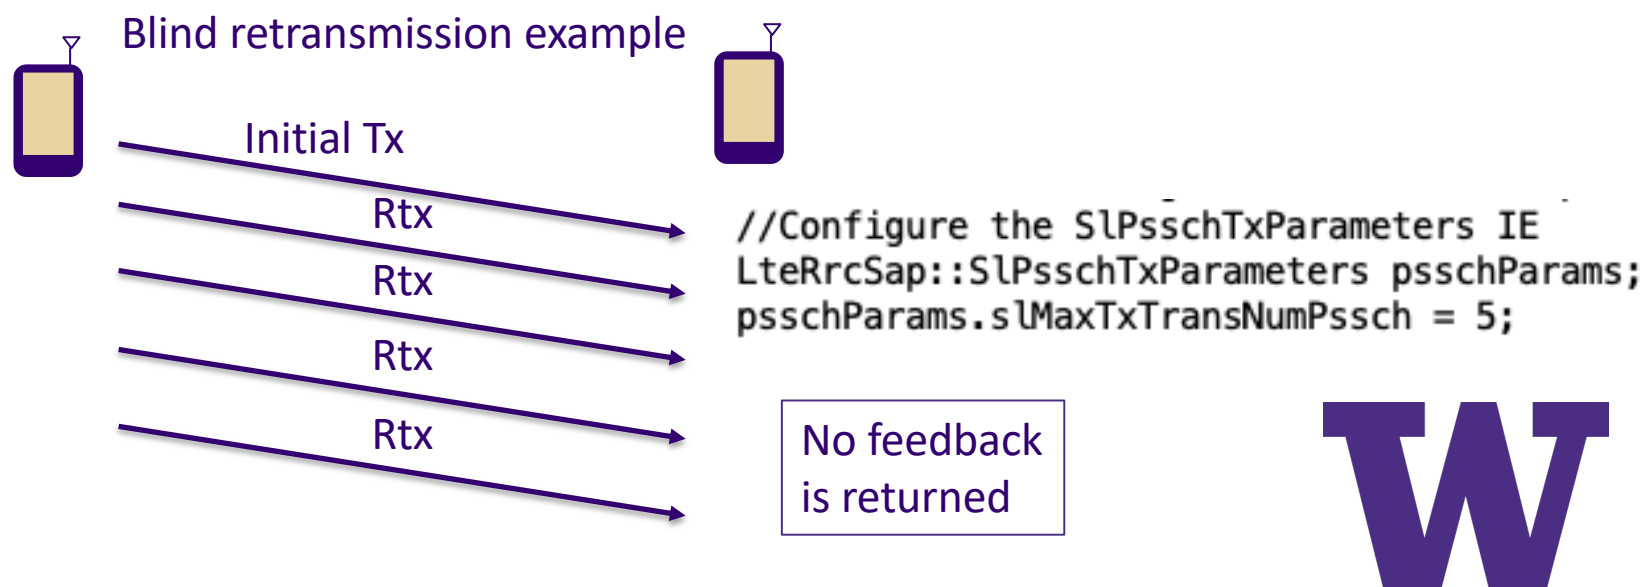 Blind retransmission example
Initial Tx
Rtx
Rtx
Rtx
Rtx
//Configure the SlPsschTxParameters IE
LteRrcSap::SlPsschTxParameters psschParams;
psschParams.slMaxTxTransNumPssch = 5;
No feedback
is returned
W